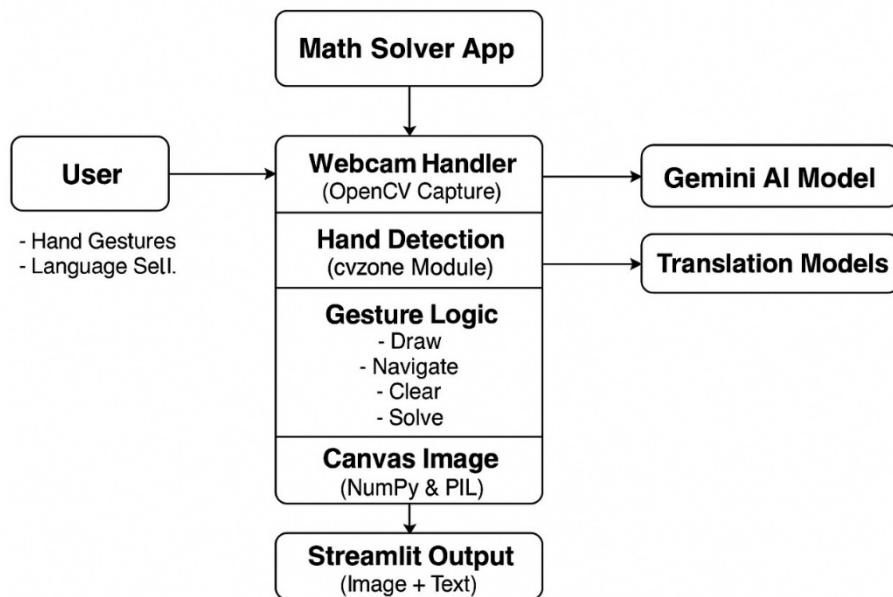 Math Solver App
User
- Hand Gestures
- Language Sell.
Webcam Handler
(OpenCV Capture)
Hand Detection
(cvzone Module)
Gesture Logic
- Draw
- Navigate
- Clear
- Solve
Canvas Image
(NumPy & PIL)
Gemini AI Model
Translation Models
Streamlit Output
(Image + Text)